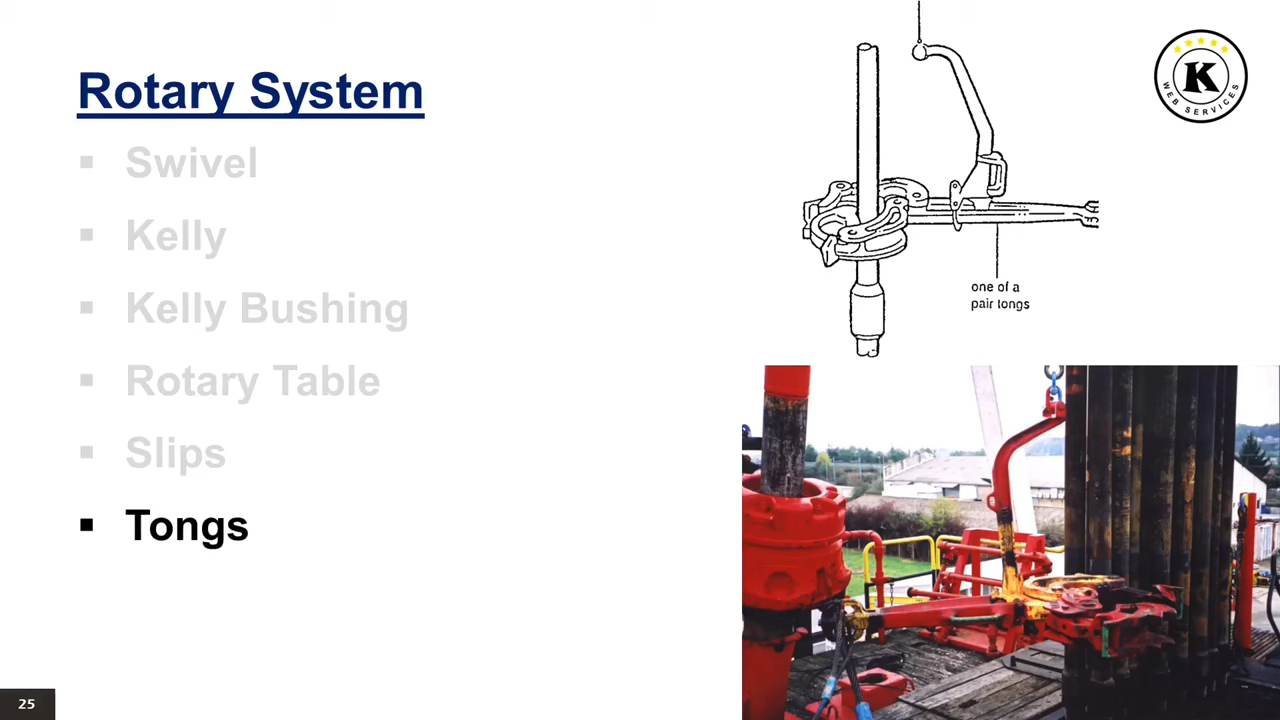 Rotary System
▪ Swivel
▪ Kelly
▪ Kelly Bushing
▪ Rotary Table
▪ Slips
▪ Tongs
one of a
pair tongs
K
WEB SERVICES
25